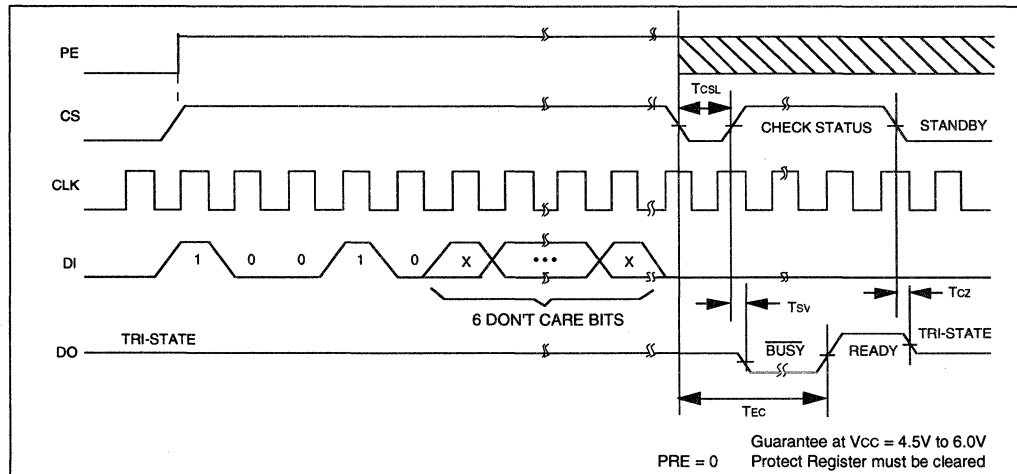 PE
TCSL
CS
CHECK STATUS
STANDBY
CLK
DI
1 0 0 1 0 X ••• X
6 DON'T CARE BITS
TSV
TCZ
DO
TRI-STATE
BUSY
READY
TRI-STATE
TEC
Guarantee at VCC = 4.5V to 6.0V
PRE = 0 Protect Register must be cleared